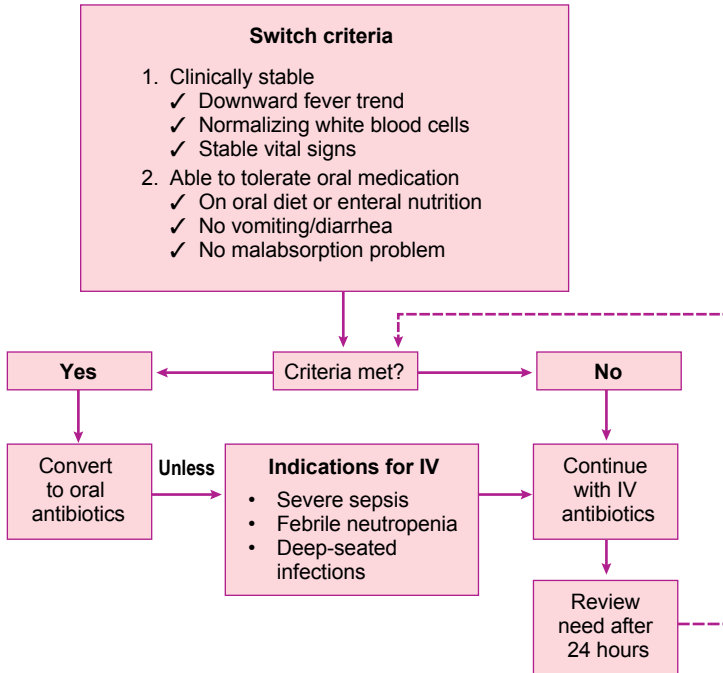 Switch criteria
1. Clinically stable
✓ Downward fever trend
✓ Normalizing white blood cells
✓ Stable vital signs
2. Able to tolerate oral medication
✓ On oral diet or enteral nutrition
✓ No vomiting/diarrhea
✓ No malabsorption problem
Yes
Criteria met?
No
Convert
to oral
antibiotics
Unless
Indications for IV
• Severe sepsis
• Febrile neutropenia
• Deep-seated
infections
Continue
with IV
antibiotics
Review
need after
24 hours